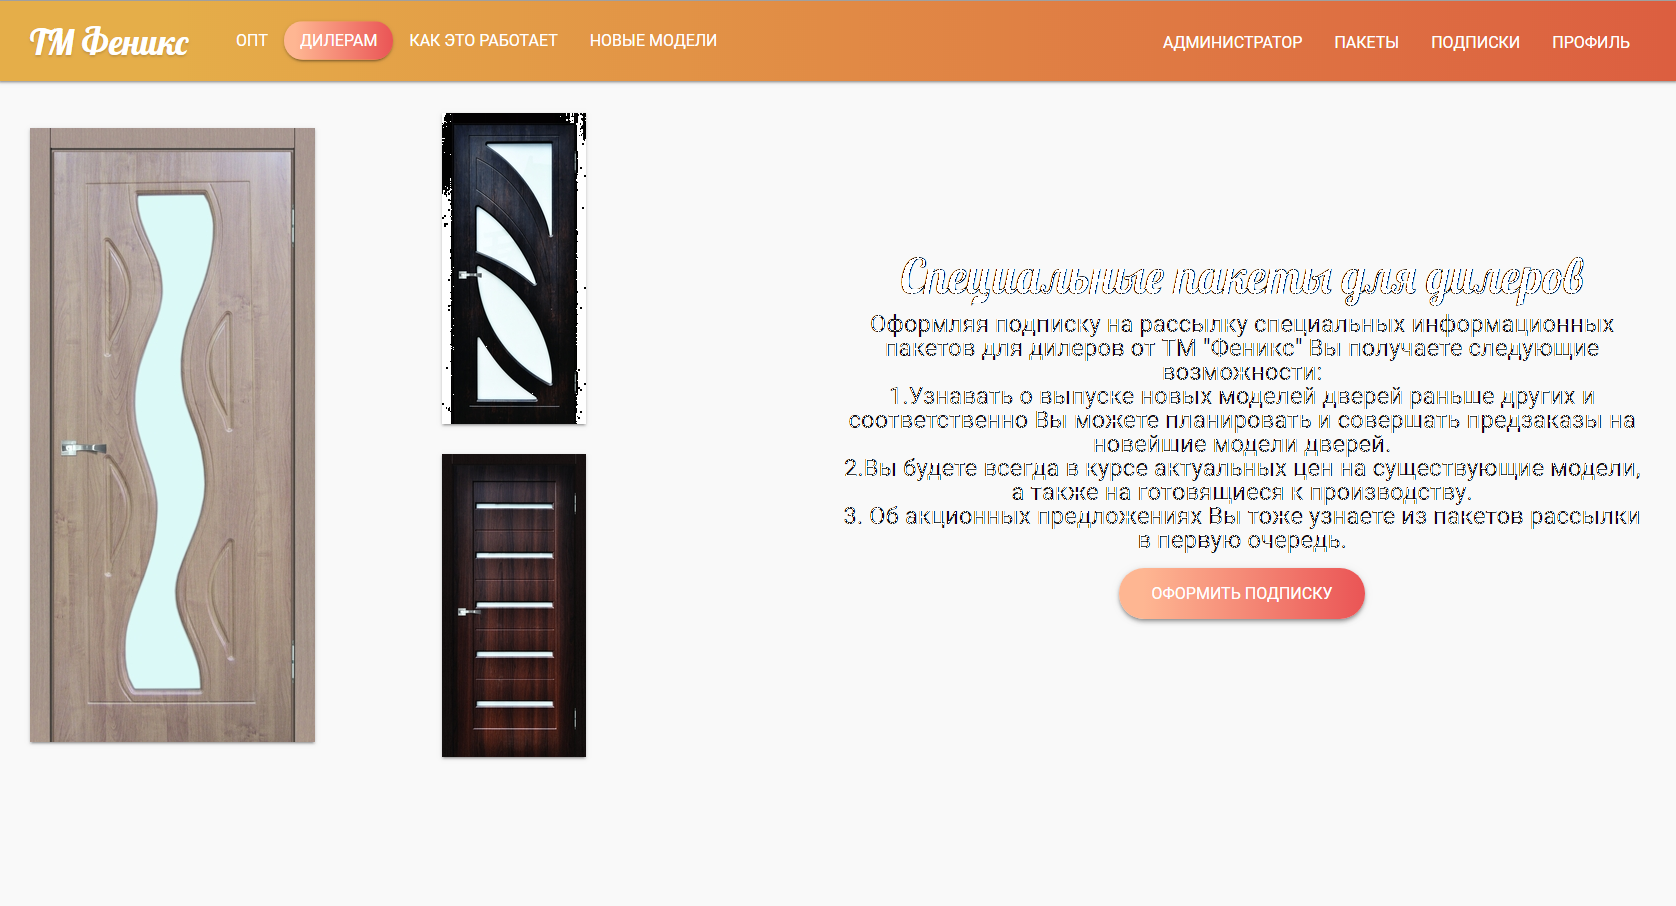 ТМ Феникс
ОПТ
ДИЛЕРАМ
КАК ЭТО РАБОТАЕТ
НОВЫЕ МОДЕЛИ
АДМИНИСТРАТОР
ПАКЕТЫ
ПОДПИСКИ
ПРОФИЛЬ
Специальные пакеты для дилеров
Оформляя подписку на рассылку специальных информационных
пакетов для дилеров от ТМ "Феникс" Вы получаете следующие
возможности:
1.Узнавать о выпуске новых моделей дверей раньше других и
соответственно Вы можете планировать и совершать предзаказы на
новейшие модели дверей.
2.Вы будете всегда в курсе актуальных цен на существующие модели,
а также на готовящиеся к производству.
3. Об акционных предложениях Вы тоже узнаете из пакетов рассылки
в первую очередь.
ОФОРМИТЬ ПОДПИСКУ